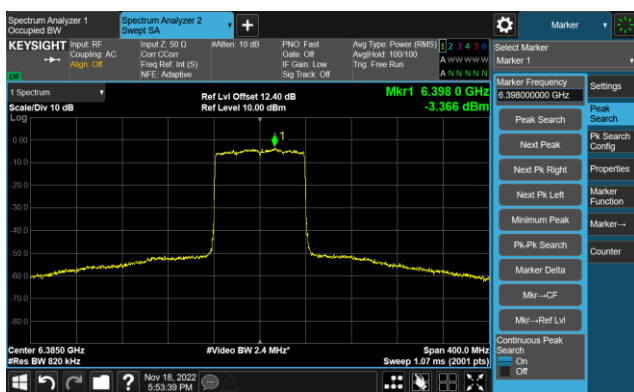 Spectrum Analyzer 1
Occupied BW
Spectrum Analyzer 2
Swept SA
Marker
KEYSIGHT
Input: RF
Coupling: AC
Align: Off
Input Z: 50 Ω
Corr CCorr
Freq Ref: Int (S)
NFE: Adaptive
#Atten: 10 dB
PNO: Fast
Gate: Off
IF Gain: Low
Sig Track: Off
Avg Type: Power (RMS)
Avg|Hold: 100/100
Trig: Free Run
1 2 3 4 5 6
A W W W W W
A N N N N N
Select Marker
Marker 1
1 Spectrum
Scale/Div 10 dB
Log
Ref Lvl Offset 12.40 dB
Ref Level 10.00 dBm
Mkr1 6.398 0 GHz
-3.366 dBm
1
0.00
-10.0
-20.0
-30.0
-40.0
-50.0
-60.0
-70.0
-80.0
Center 6.3850 GHz
#Res BW 820 kHz
#Video BW 2.4 MHz*
Span 400.0 MHz
Sweep 1.07 ms (2001 pts)
Marker Frequency
6.398000000 GHz
Peak Search
Next Peak
Next Pk Right
Next Pk Left
Minimum Peak
Pk-Pk Search
Marker Delta
Mkr→CF
Mkr→Ref Lvl
Continuous Peak
Search
On
Off
Settings
Peak
Search
Pk Search
Config
Properties
Marker
Function
Marker→
Counter
Nov 18, 2022
5:53:39 PM